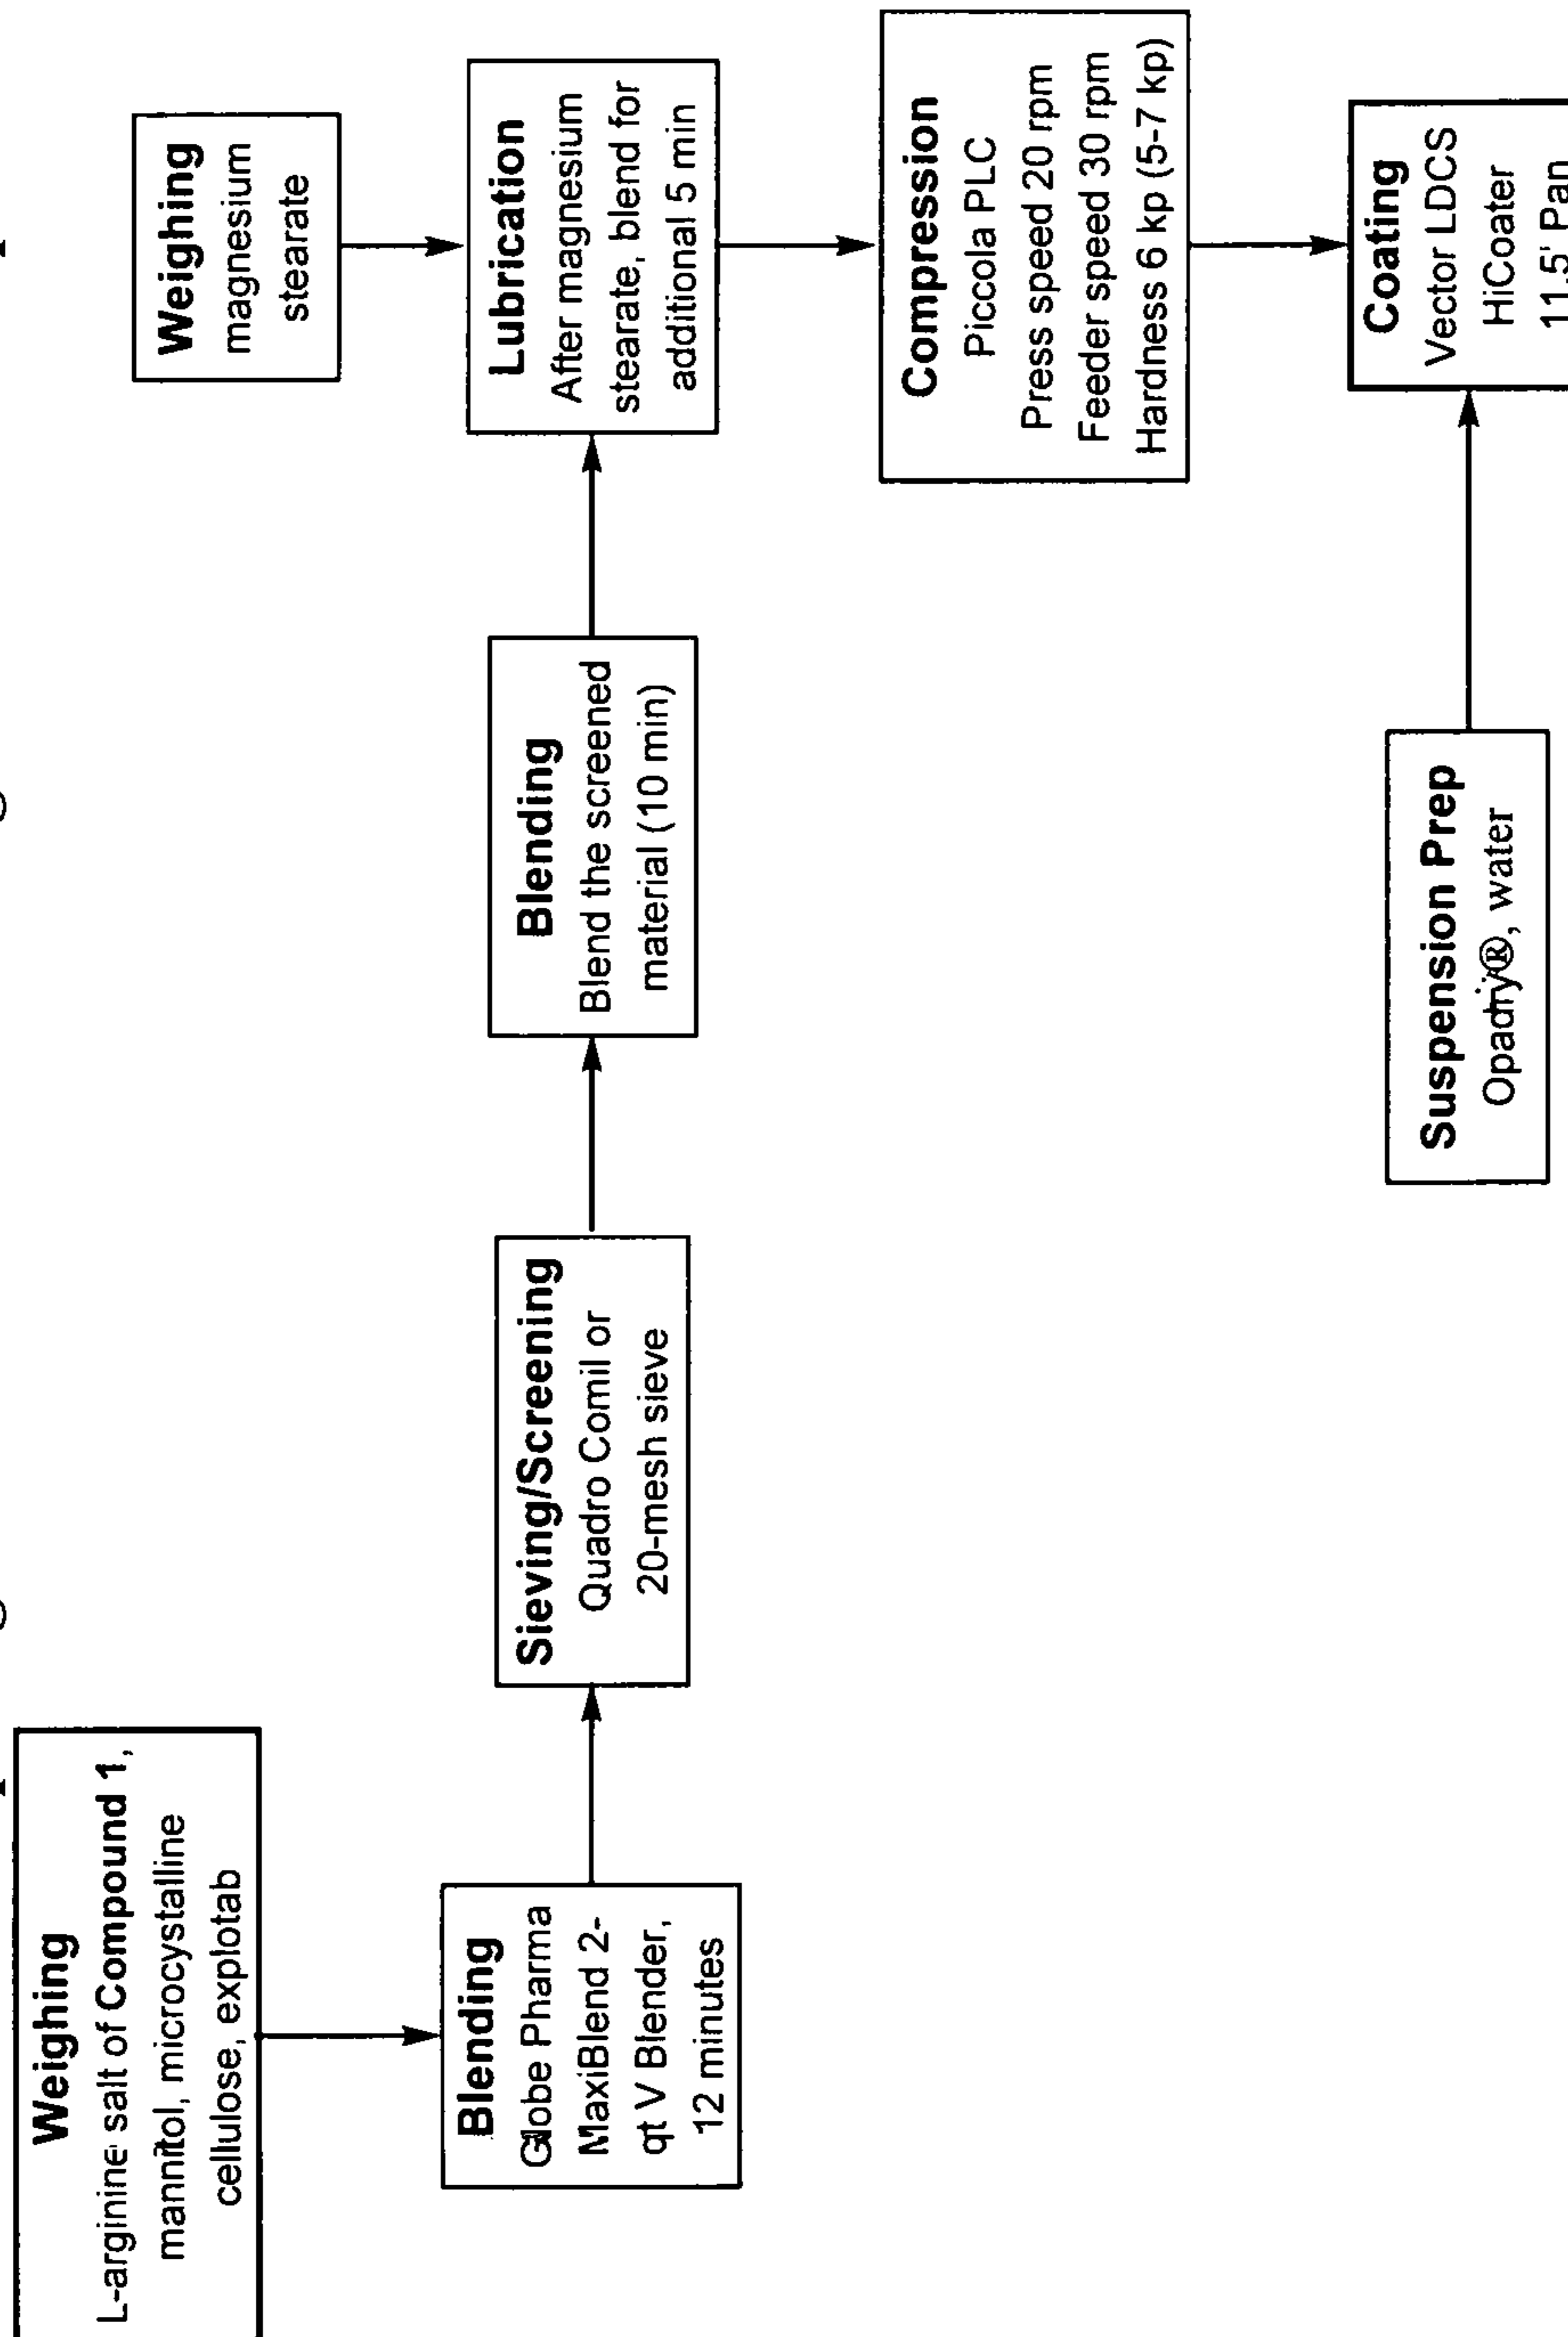 Weighing
L-arginine salt of Compound 1,
mannitol, microcystalline
cellulose, explotab
Blending
Globe Pharma
MaxiBlend 2-
qt V Blender,
12 minutes
Sieving/Screening
Quadro Comil or
20-mesh sieve
Blending
Blend the screened
material (10 min)
Weighing
magnesium
stearate
Lubrication
After magnesium
stearate, blend for
additional 5 min
Compression
Piccola PLC
Press speed 20 rpm
Feeder speed 30 rpm
Hardness 6 kp (5-7 kp)
Suspension Prep
Opadry®, water
Coating
Vector LDCS
HiCoater
11.5' Pan